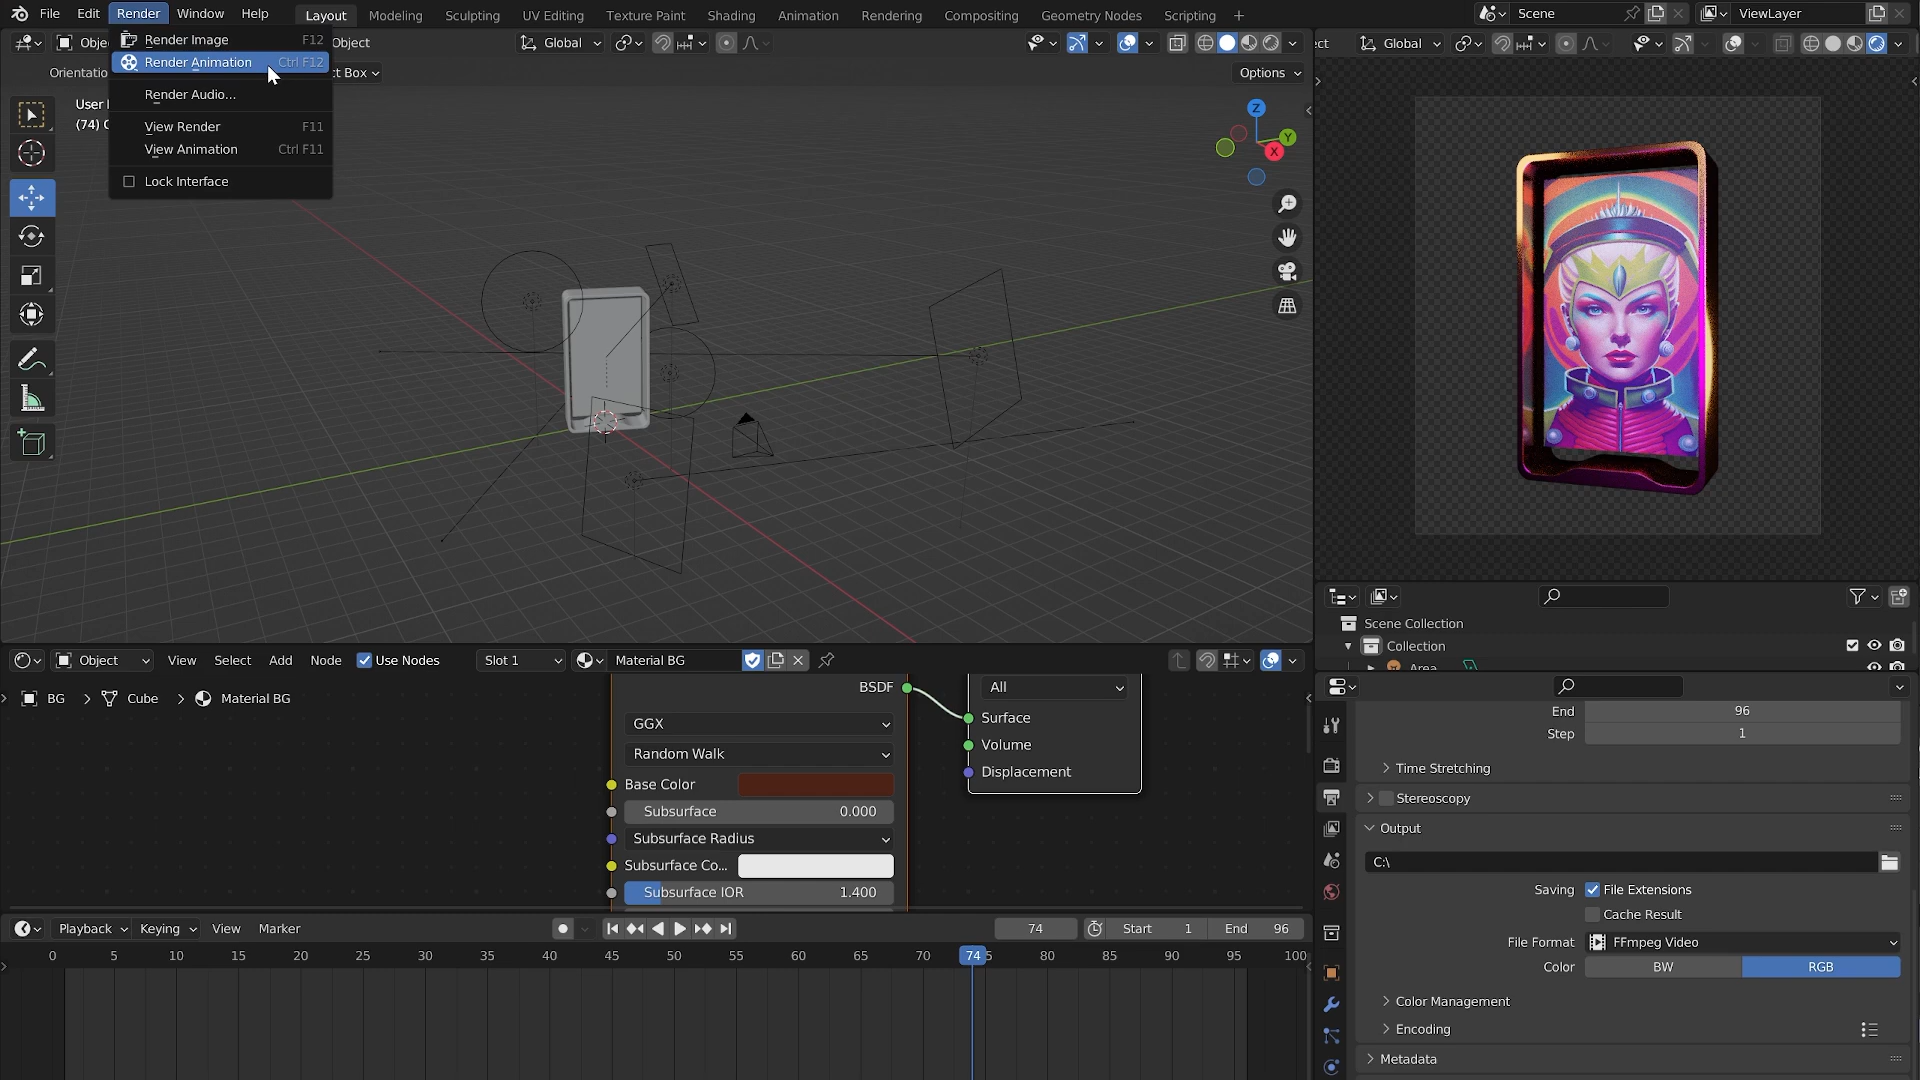 File Edit Render Window Help Layout Modeling Sculpting UV Editing Texture Paint Shading Animation Rendering Compositing Geometry Nodes Scripting + Scene ViewLayer
Obje Object Global
ct Global
Render Image F12
Render Animation Ctrl F12
Render Audio...
View Render F11
View Animation Ctrl F11
Lock Interface
Orientatio t Box Options
User
(74)
Z
Y
X
Scene Collection
Collection
Area
Object View Select Add Node Use Nodes Slot 1 Material BG
BG > Cube > Material BG
BSDF
GGX
Random Walk
Base Color
Subsurface 0.000
Subsurface Radius
Subsurface Co...
Subsurface IOR 1.400
All
Surface
Volume
Displacement
End 96
Step 1
Time Stretching
Stereoscopy
Output
C:\
Saving File Extensions
Cache Result
File Format FFmpeg Video
Color BW RGB
Color Management
Encoding
Metadata
Playback Keying View Marker 74 Start 1 End 96
0 5 10 15 20 25 30 35 40 45 50 55 60 65 70 74 5 80 85 90 95 100